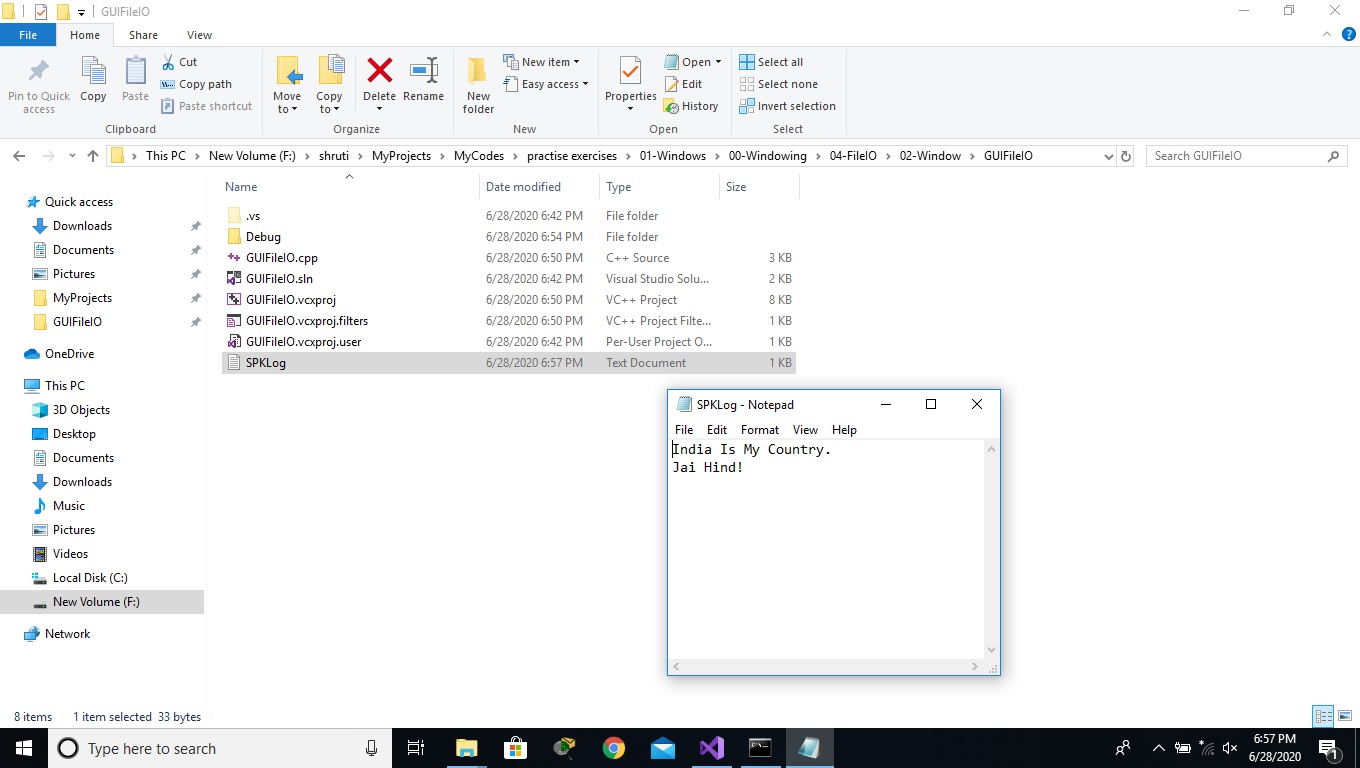 GUIFileIO
File Home Share View
Pin to Quick access
Copy
Paste
Cut
Copy path
Paste shortcut
Clipboard
Move to
Copy to
Delete
Rename
Organize
New folder
New item
Easy access
New
Properties
Open
Edit
History
Open
Select all
Select none
Invert selection
Select
This PC New Volume (F:) shruti MyProjects MyCodes practise exercises 01-Windows 00-Windowing 04-FileIO 02-Window GUIFileIO
Search GUIFileIO
Quick access
Downloads
Documents
Pictures
MyProjects
GUIFileIO
OneDrive
This PC
3D Objects
Desktop
Documents
Downloads
Music
Pictures
Videos
Local Disk (C:)
New Volume (F:)
Network
Name Date modified Type Size
.vs 6/28/2020 6:42 PM File folder
Debug 6/28/2020 6:54 PM File folder
GUIFileIO.cpp 6/28/2020 6:50 PM C++ Source 3 KB
GUIFileIO.sln 6/28/2020 6:42 PM Visual Studio Solu... 2 KB
GUIFileIO.vcxproj 6/28/2020 6:50 PM VC++ Project 8 KB
GUIFileIO.vcxproj.filters 6/28/2020 6:50 PM VC++ Project Filte... 1 KB
GUIFileIO.vcxproj.user 6/28/2020 6:42 PM Per-User Project O... 1 KB
SPKLog 6/28/2020 6:57 PM Text Document 1 KB
SPKLog - Notepad
File Edit Format View Help
India Is My Country.
Jai Hind!
8 items 1 item selected 33 bytes
Type here to search
6:57 PM
6/28/2020
1